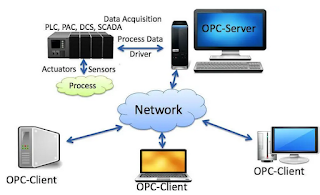 PLC, PAC, DCS, SCADA
Data Acquisition
Process Data
Driver
OPC-Server
Actuators
Sensors
Process
Network
OPC-Client
OPC-Client
OPC-Client